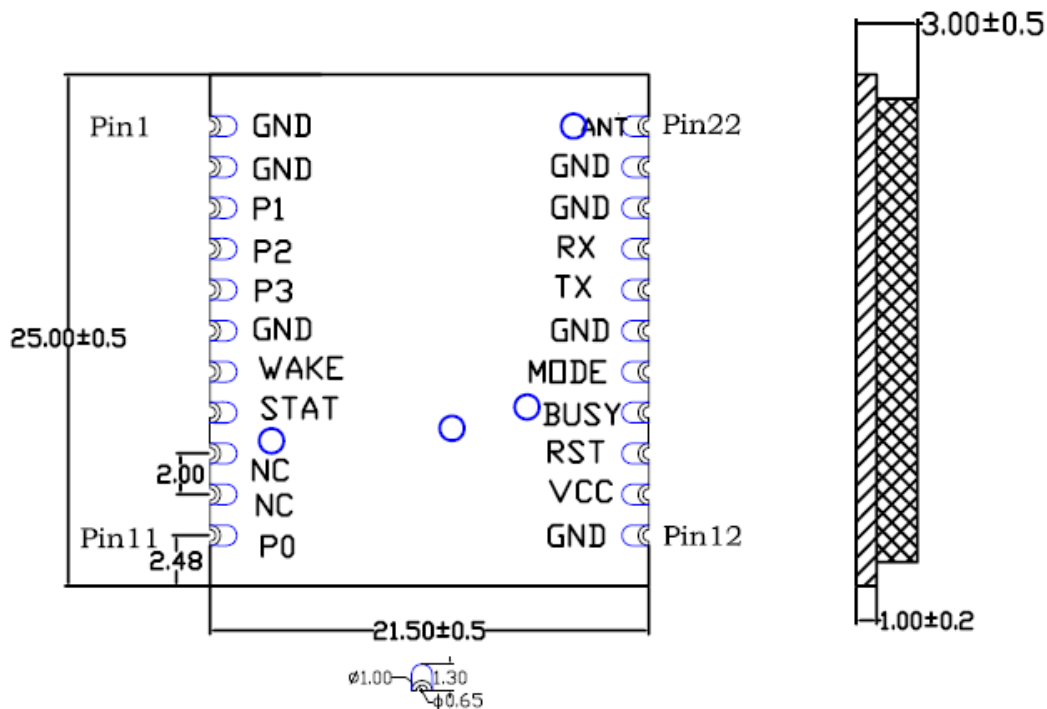 3.00±0.5
Pin1 GND ANT Pin22
GND GND
P1 GND
P2 RX
P3 TX
25.00±0.5 GND GND
WAKE MODE
STAT BUSY
2.00 NC RST
NC VCC
Pin11 P0 GND Pin12
2.48
21.50±0.5
1.00±0.2
ø1.00 1.30
ϕ0.65